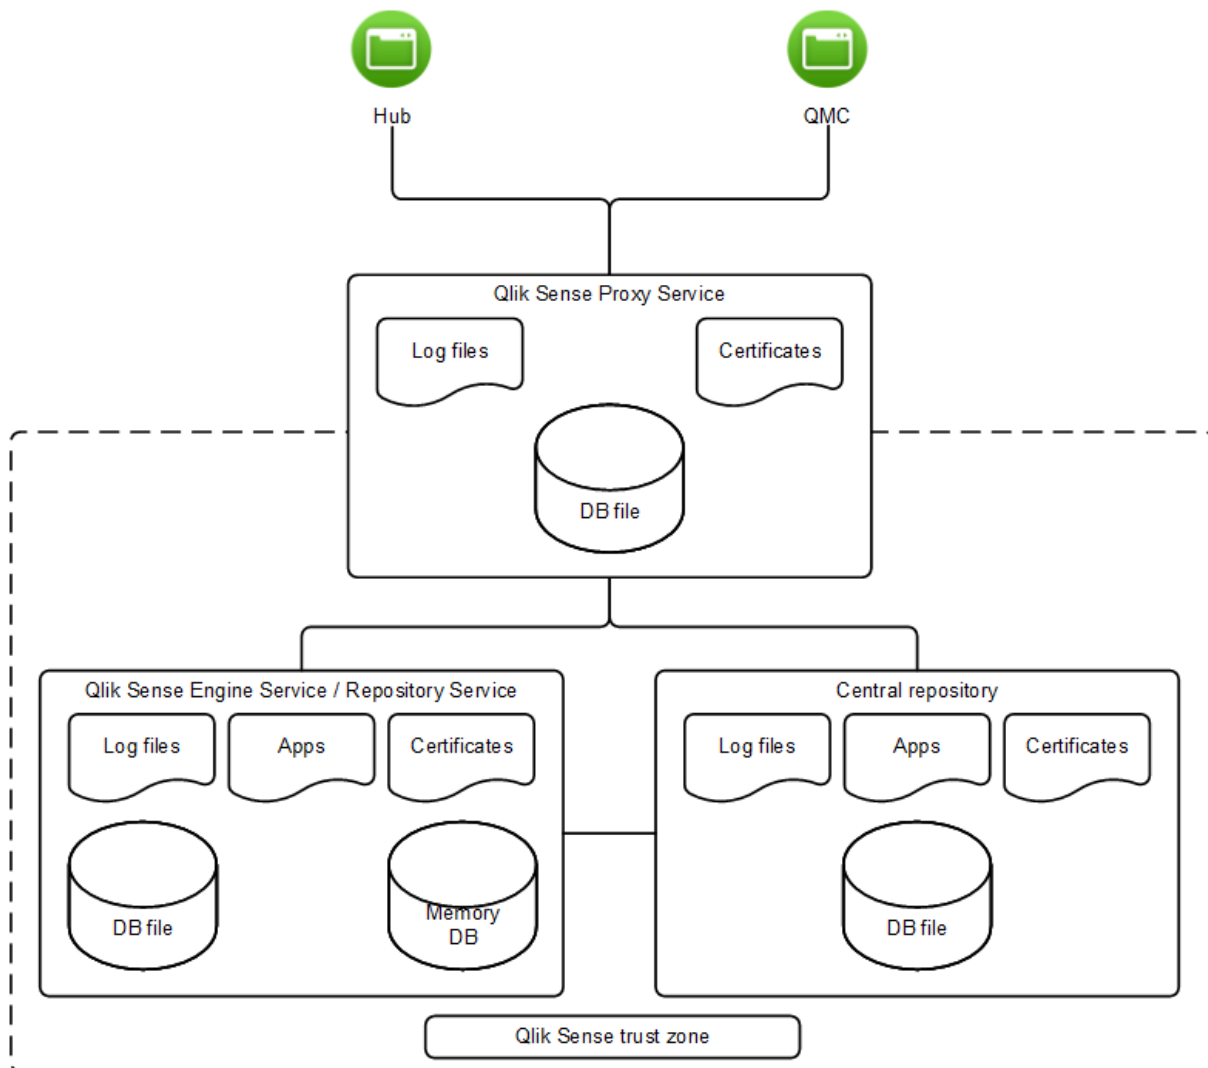 Hub
QMC
Qlik Sense Proxy Service
Log files
Certificates
DB file
Qlik Sense Engine Service / Repository Service
Log files
Apps
Certificates
DB file
Memory
DB
Central repository
Log files
Apps
Certificates
DB file
Qlik Sense trust zone